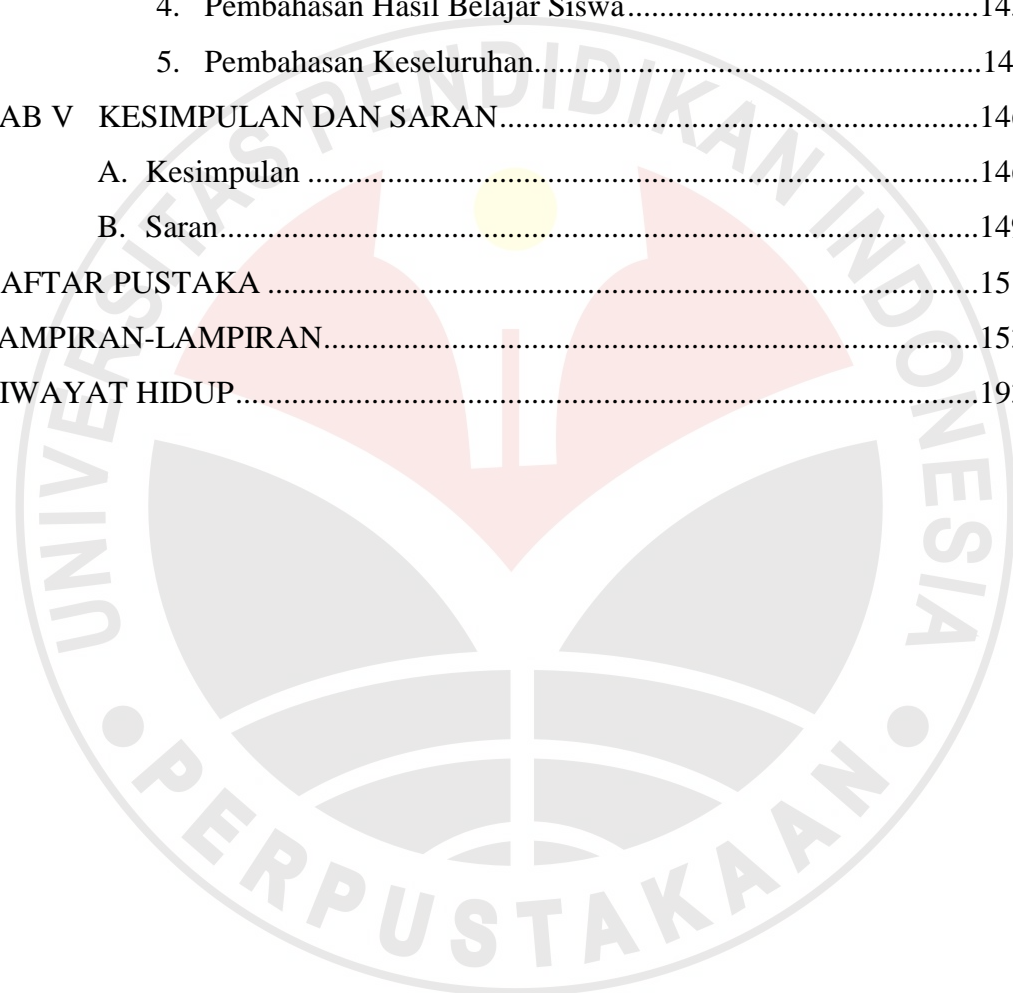 4. Pembahasan Hasil Belajar Siswa
5. Pembahasan Keseluruhan
AB V KESIMPULAN DAN SARAN
A. Kesimpulan
B. Saran
AFTAR PUSTAKA
AMPIRAN-LAMPIRAN
IWAYAT HIDUP
UNIVERSITAS PENDIDIKAN INDONESIA
PERPUSTAKAAN